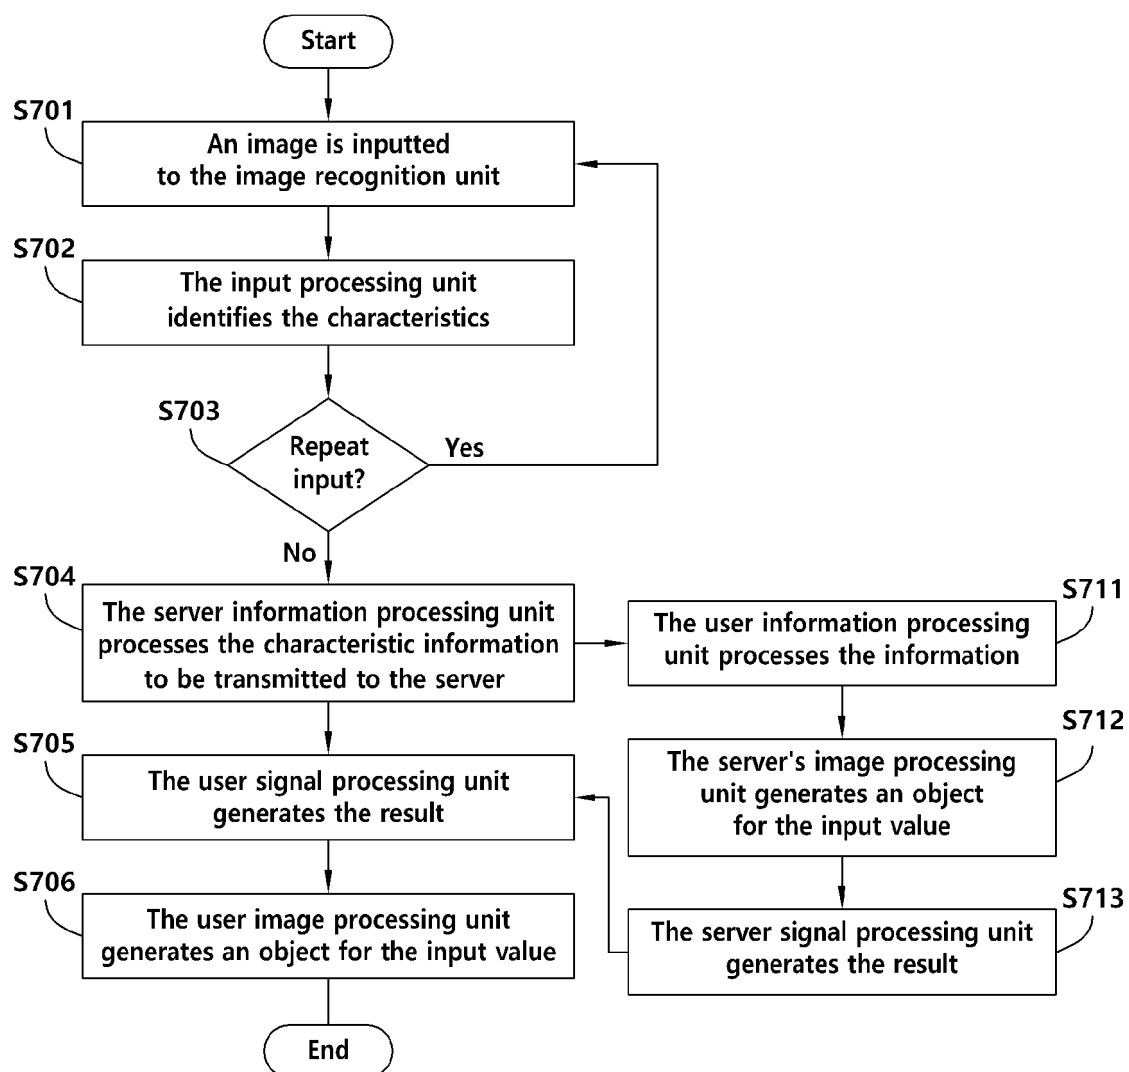 Start
S701
An image is inputted
to the image recognition unit
S702
The input processing unit
identifies the characteristics
S703
Repeat
input?
Yes
No
S704
The server information processing unit
processes the characteristic information
to be transmitted to the server
S711
The user information processing
unit processes the information
S712
The server's image processing
unit generates an object
for the input value
S705
The user signal processing unit
generates the result
S713
The server signal processing unit
generates the result
S706
The user image processing unit
generates an object for the input value
End